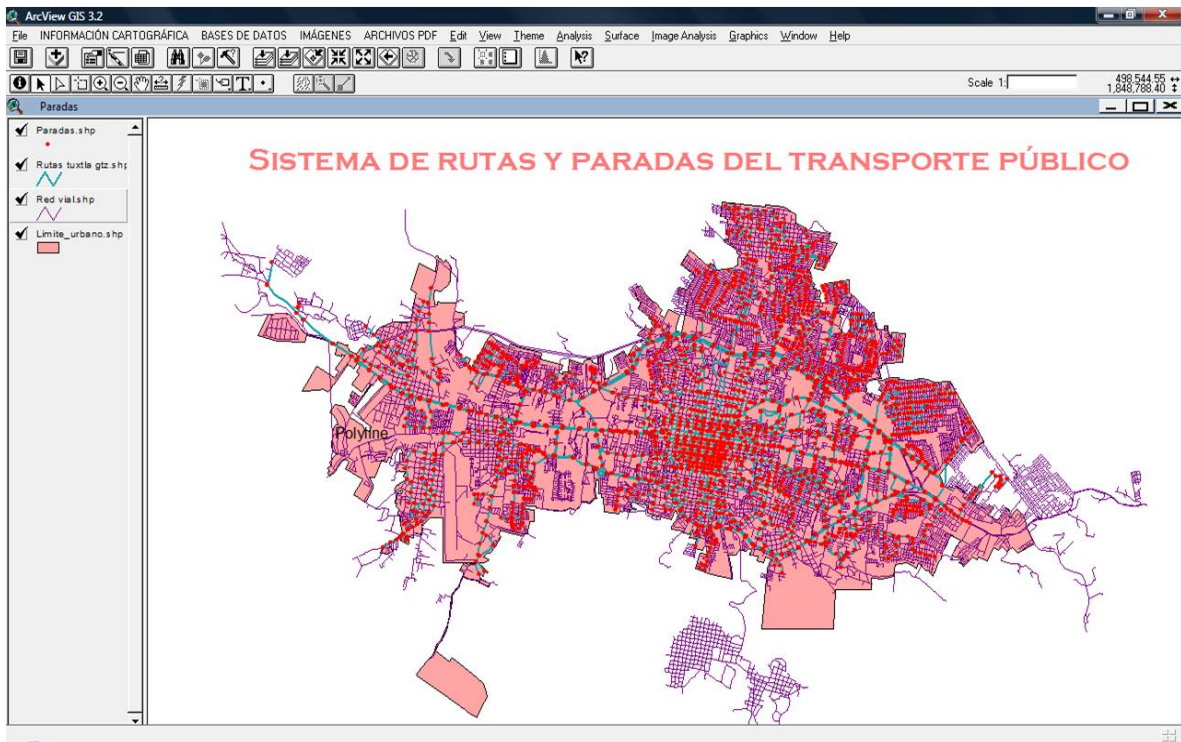 ArcView GIS 3.2
File INFORMACIÓN CARTOGRÁFICA BASES DE DATOS IMÁGENES ARCHIVOS PDF Edit View Theme Analysis Surface Image Analysis Graphics Window Help
Scale 1:
498,544.55
1,848,788.40
Paradas
Paradas.shp
Rutas tuxtla gtz.shp
Red vial.shp
Limite_urbano.shp
SISTEMA DE RUTAS Y PARADAS DEL TRANSPORTE PÚBLICO
Polyline